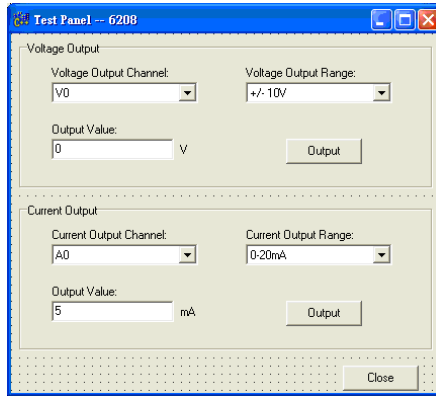 Test Panel -- 6208
Voltage Output
Voltage Output Channel: Voltage Output Range:
V0 +/- 10V
Output Value:
0 V Output
Current Output
Current Output Channel: Current Output Range:
A0 0-20mA
Output Value:
5 mA Output
Close